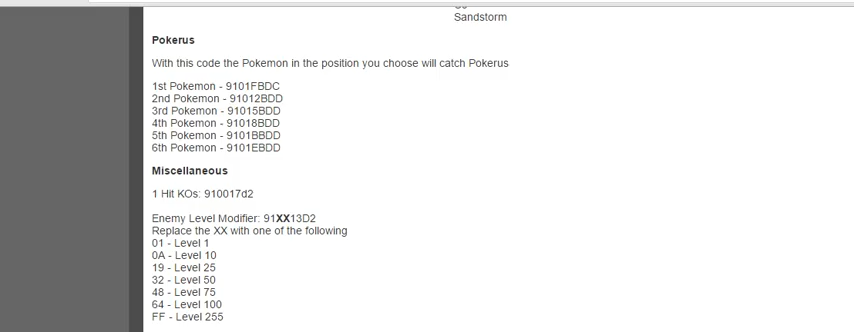 Sandstorm
Pokerus
With this code the Pokemon in the position you choose will catch Pokerus
1st Pokemon - 9101FBDC
2nd Pokemon - 91012BDD
3rd Pokemon - 91015BDD
4th Pokemon - 91018BDD
5th Pokemon - 9101BBDD
6th Pokemon - 9101EBDD
Miscellaneous
1 Hit KOs: 910017d2
Enemy Level Modifier: 91XX13D2
Replace the XX with one of the following
01 - Level 1
0A - Level 10
19 - Level 25
32 - Level 50
48 - Level 75
64 - Level 100
FF - Level 255